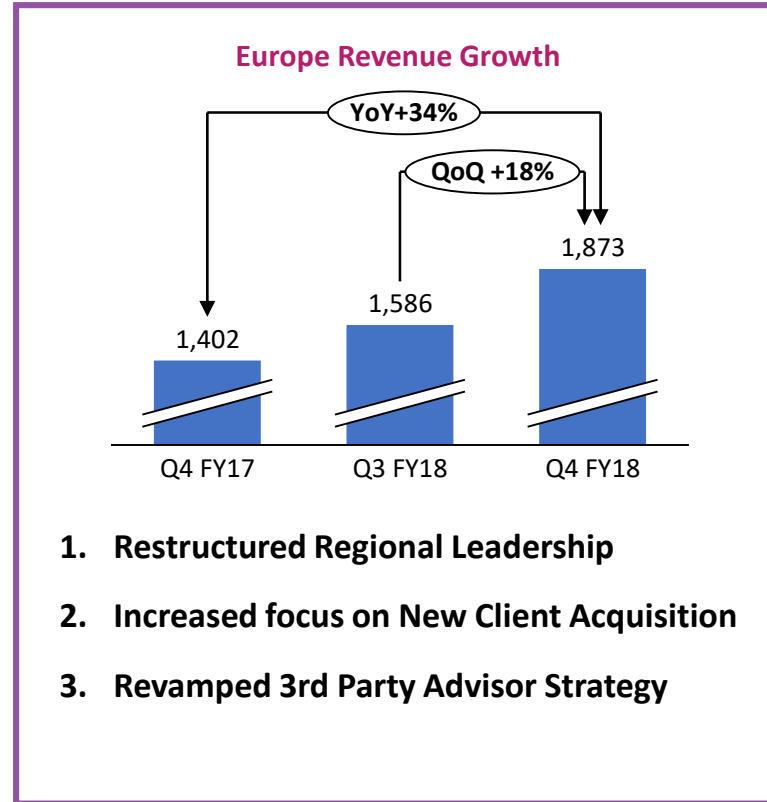 Europe Revenue Growth
YoY+34%
QoQ +18%
1,873
1,586
1,402
Q4 FY17 Q3 FY18 Q4 FY18
1. Restructured Regional Leadership
2. Increased focus on New Client Acquisition
3. Revamped 3rd Party Advisor Strategy